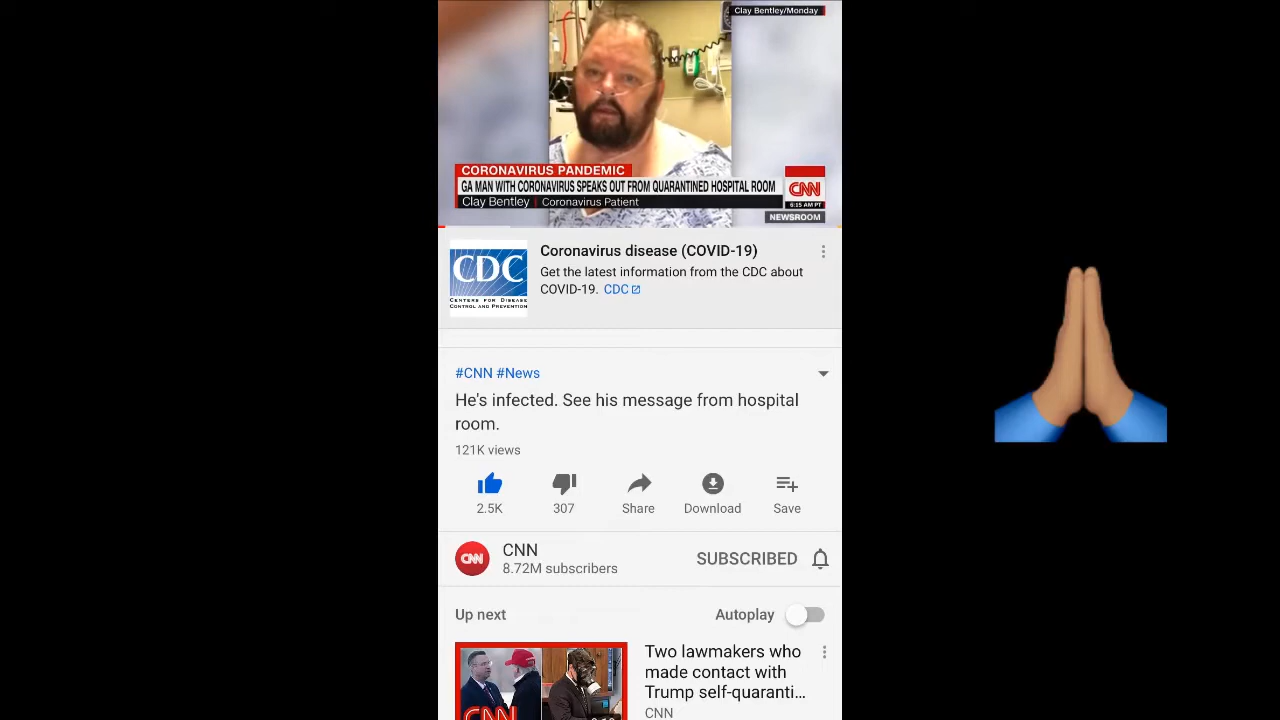 Clay Bentley/Monday
CORONAVIRUS PANDEMIC
GA MAN WITH CORONAVIRUS SPEAKS OUT FROM QUARANTINED HOSPITAL ROOM
Clay Bentley | Coronavirus Patient
CNN
6:15 AM PT
NEWSROOM
CDC
CENTERS FOR DISEASE
CONTROL AND PREVENTION
Coronavirus disease (COVID-19)
Get the latest information from the CDC about
COVID-19. CDC
#CNN #News
He's infected. See his message from hospital
room.
121K views
2.5K
307
Share
Download
Save
CNN
CNN
8.72M subscribers
SUBSCRIBED
Up next
Autoplay
Two lawmakers who
made contact with
Trump self-quaranti...
CNN
CNN